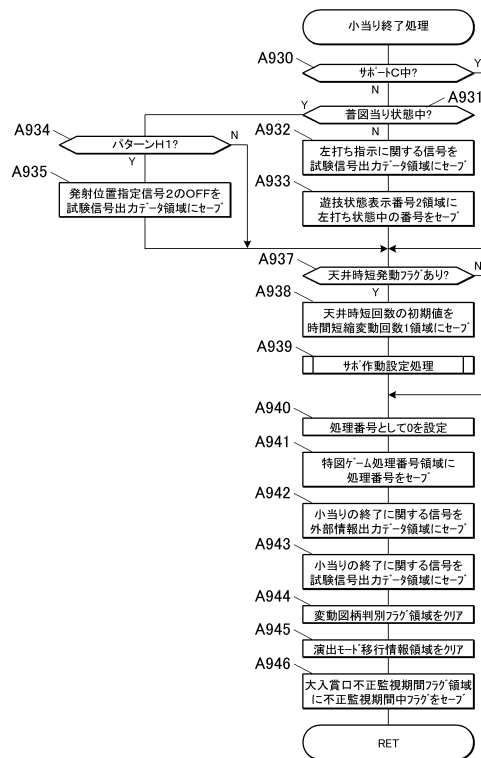 小当り終了処理
A930
サポートC中?
Y
N
A931
普図当り状態中?
Y
N
A934
パターンH1?
N
Y
A932
左打ち指示に関する信号を
試験信号出力データ領域にセーブ
A935
発射位置指定信号2のOFFを
試験信号出力データ領域にセーブ
A933
遊技状態表示番号2領域に
左打ち状態中の番号をセーブ
A937
天井時短発動フラグあり?
N
Y
A938
天井時短回数の初期値を
時間短縮変動回数1領域にセーブ
A939
サポ作動設定処理
A940
処理番号として0を設定
A941
特図ゲーム処理番号領域に
処理番号をセーブ
A942
小当りの終了に関する信号を
外部情報出力データ領域にセーブ
A943
小当りの終了に関する信号を
試験信号出力データ領域にセーブ
A944
変動図柄判別フラグ領域をクリア
A945
演出モード移行情報領域をクリア
A946
大入賞口不正監視期間フラグ領域
に不正監視期間中フラグをセーブ
RET